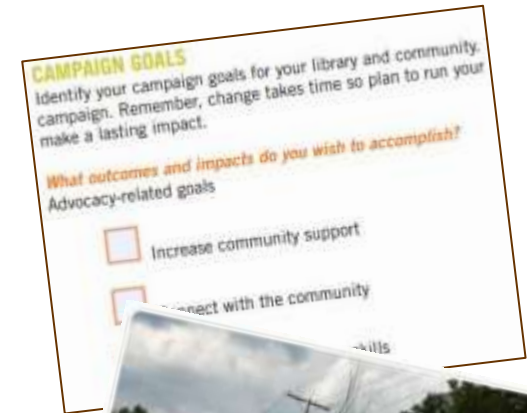 CAMPAIGN GOALS
Identify your campaign goals for your library and community.
campaign. Remember, change takes time so plan to run your
make a lasting impact.
What outcomes and impacts do you wish to accomplish?
Advocacy-related goals
Increase community support
with the community